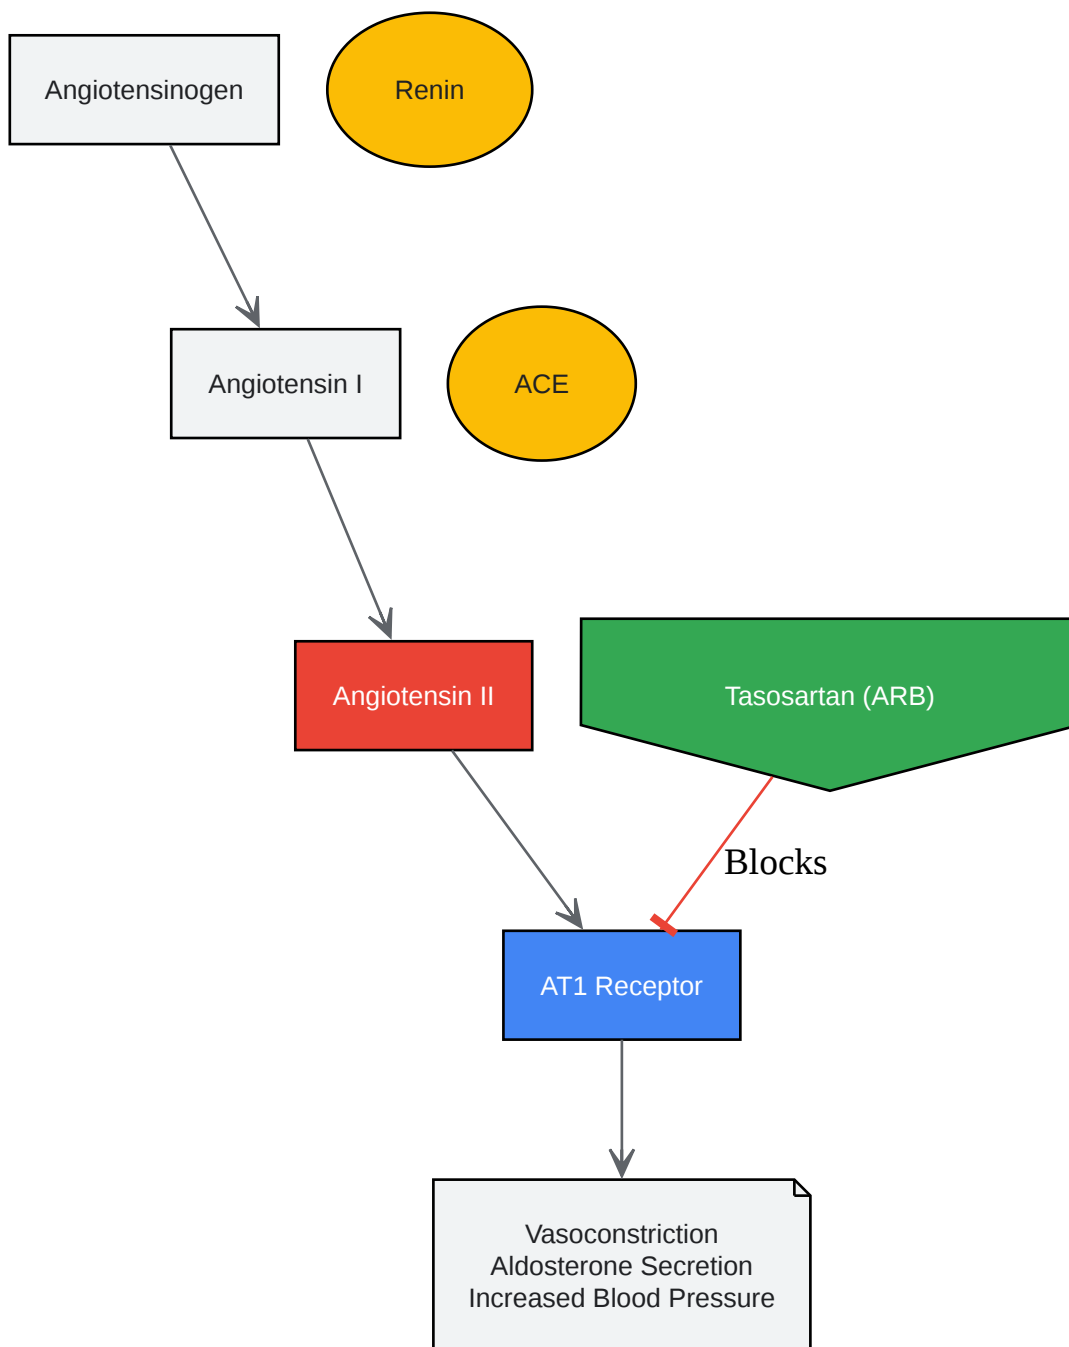 Angiotensinogen
Renin
Angiotensin I
ACE
Angiotensin II
Tasosartan (ARB)
Blocks
AT1 Receptor
Vasoconstriction
Aldosterone Secretion
Increased Blood Pressure